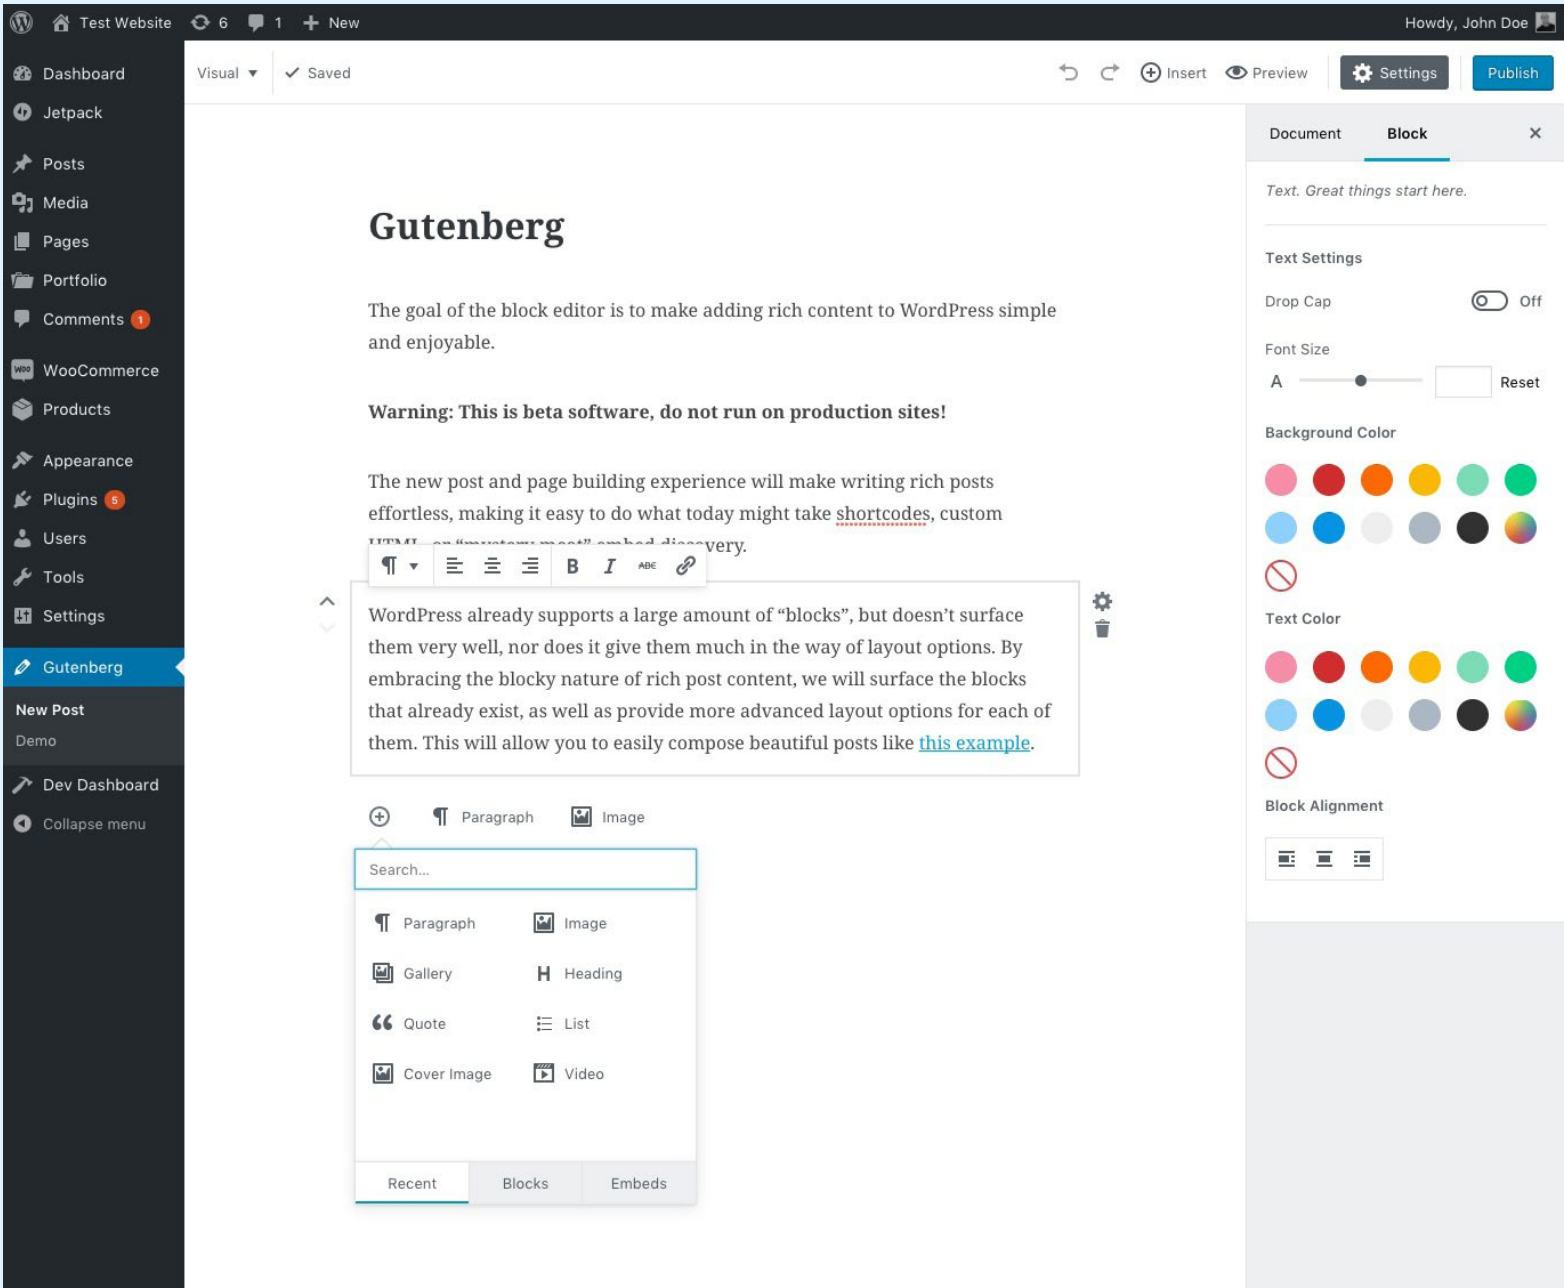 Test Website 6 1 + New Howdy, John Doe
Dashboard
Jetpack
Posts
Media
Pages
Portfolio
Comments 1
WooCommerce
Products
Appearance
Plugins 5
Users
Tools
Settings
Gutenberg
New Post
Demo
Dev Dashboard
Collapse menu
Visual Saved Insert Preview Settings Publish
Gutenberg
The goal of the block editor is to make adding rich content to WordPress simple
and enjoyable.
Warning: This is beta software, do not run on production sites!
The new post and page building experience will make writing rich posts
effortless, making it easy to do what today might take shortcodes, custom
HTML, or “mystery meat” embed discovery.
¶ B I ABC
WordPress already supports a large amount of “blocks”, but doesn’t surface
them very well, nor does it give them much in the way of layout options. By
embracing the blocky nature of rich post content, we will surface the blocks
that already exist, as well as provide more advanced layout options for each of
them. This will allow you to easily compose beautiful posts like this example.
¶ Paragraph Image
Search...
¶ Paragraph Image
Gallery H Heading
Quote List
Cover Image Video
Recent Blocks Embeds
Document Block ×
Text. Great things start here.
Text Settings
Drop Cap Off
Font Size
A Reset
Background Color
Text Color
Block Alignment